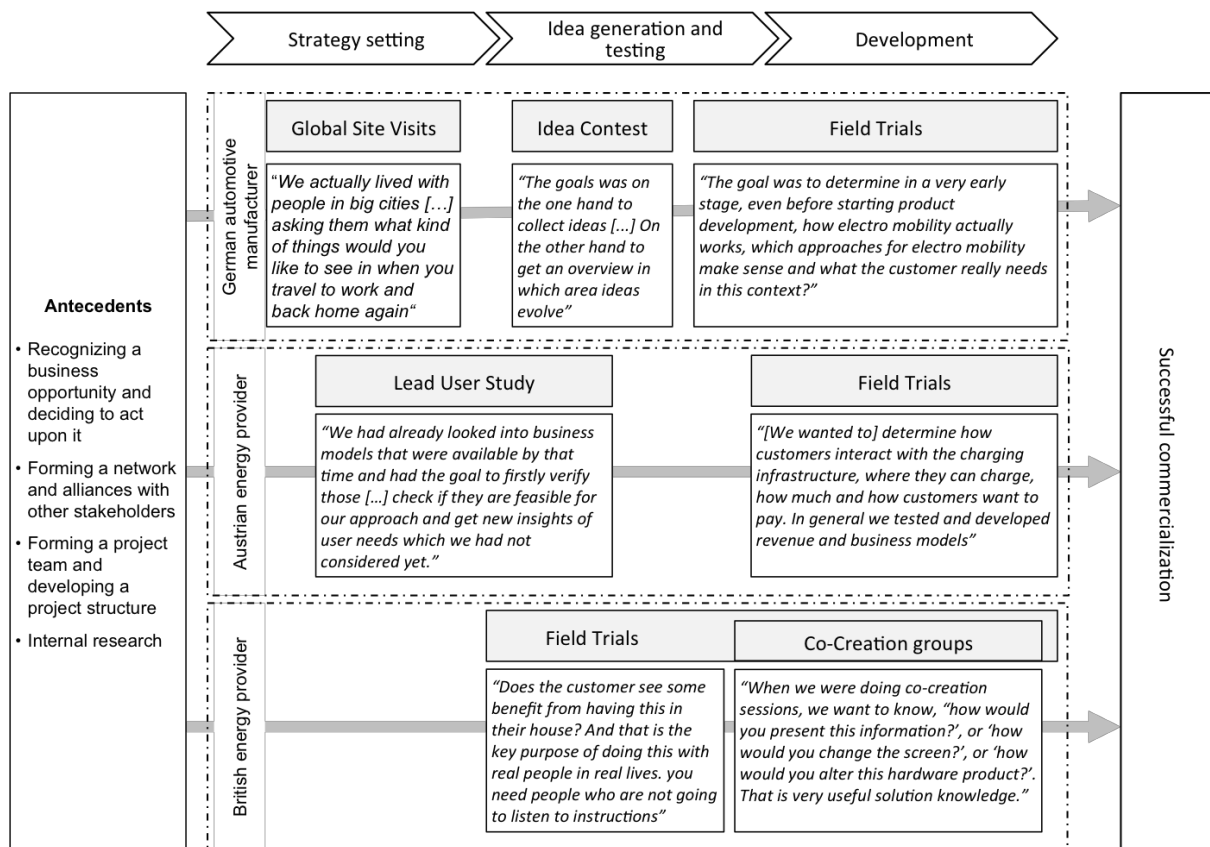 Strategy setting
Idea generation and
testing
Development
Antecedents
• Recognizing a
business
opportunity and
deciding to act
upon it
• Forming a network
and alliances with
other stakeholders
• Forming a project
team and
developing a
project structure
• Internal research
German automotive
manufacturer
Global Site Visits
“We actually lived with
people in big cities […]
asking them what kind
of things would you
like to see in when you
travel to work and
back home again“
Idea Contest
“The goals was on
the one hand to
collect ideas [...] On
the other hand to
get an overview in
which area ideas
evolve”
Field Trials
“The goal was to determine in a very early
stage, even before starting product
development, how electro mobility actually
works, which approaches for electro mobility
make sense and what the customer really needs
in this context?”
Austrian energy provider
Lead User Study
“We had already looked into business
models that were available by that
time and had the goal to firstly verify
those […] check if they are feasible for
our approach and get new insights of
user needs which we had not
considered yet.”
Field Trials
“[We wanted to] determine how
customers interact with the charging
infrastructure, where they can charge,
how much and how customers want to
pay. In general we tested and developed
revenue and business models”
British energy provider
Field Trials
“Does the customer see some
benefit from having this in
their house? And that is the
key purpose of doing this with
real people in real lives. you
need people who are not going
to listen to instructions”
Co-Creation groups
“When we were doing co-creation
sessions, we want to know, “how would
you present this information?’, or ‘how
would you change the screen?’, or ‘how
would you alter this hardware product?’.
That is very useful solution knowledge.”
Successful commercialization